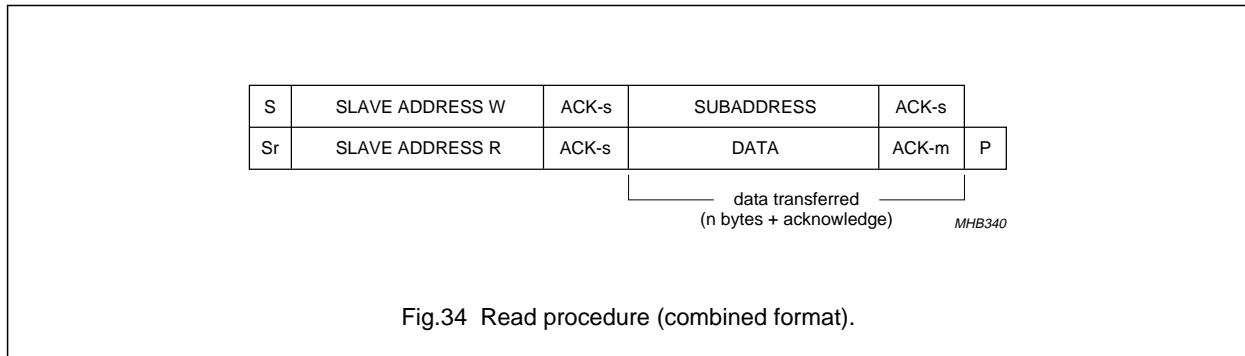 S SLAVE ADDRESS W ACK-s SUBADDRESS ACK-s
Sr SLAVE ADDRESS R ACK-s DATA ACK-m P
data transferred
(n bytes + acknowledge)
MHB340
Fig.34 Read procedure (combined format).